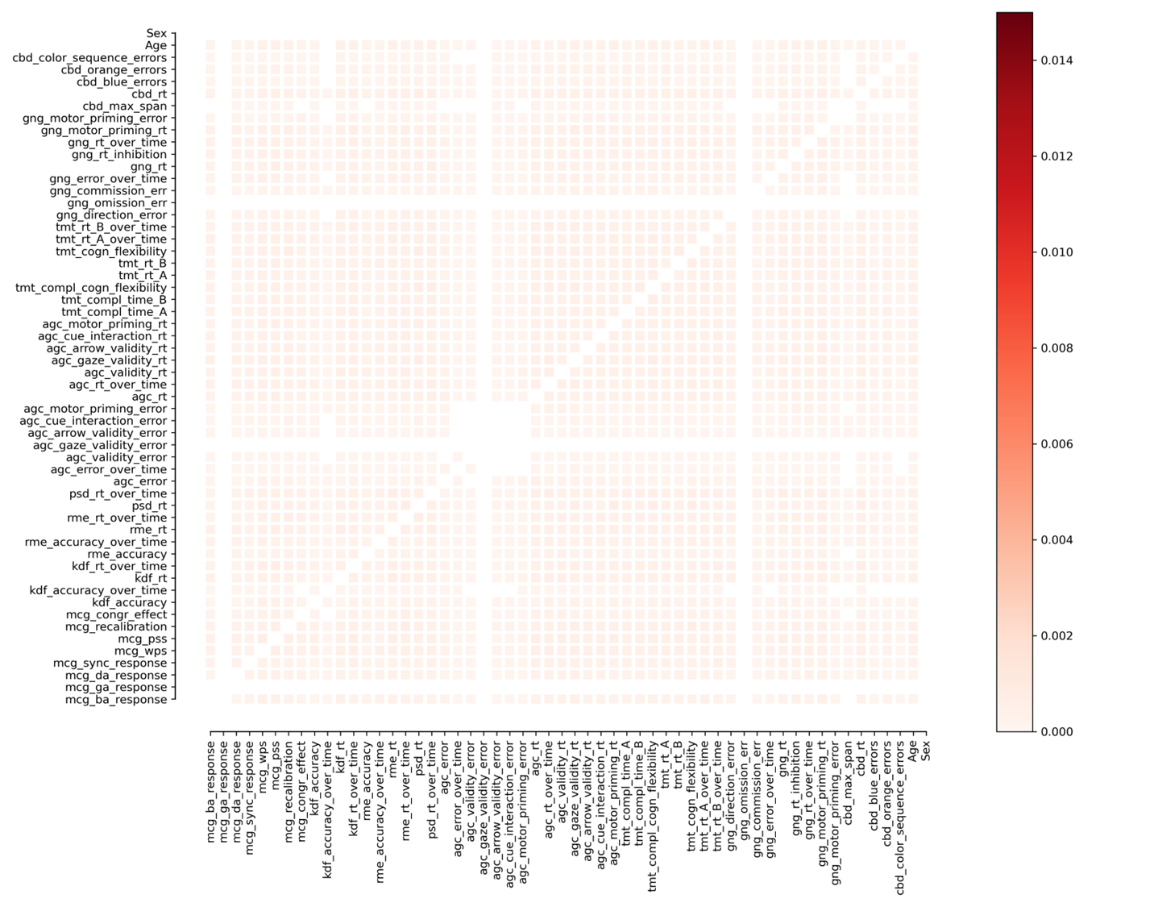 Sex
Age
cbd_color_sequence_errors
cbd_orange_errors
cbd_blue_errors
cbd_rt
cbd_max_span
gng_motor_priming_error
gng_motor_priming_rt
gng_rt_over_time
gng_rt_inhibition
gng_rt
gng_error_over_time
gng_commission_err
gng_omission_err
gng_direction_error
tmt_rt_B_over_time
tmt_rt_A_over_time
tmt_cogn_flexibility
tmt_rt_B
tmt_rt_A
tmt_compl_cogn_flexibility
tmt_compl_time_B
tmt_compl_time_A
agc_motor_priming_rt
agc_cue_interaction_rt
agc_arrow_validity_rt
agc_gaze_validity_rt
agc_validity_rt
agc_rt_over_time
agc_rt
agc_motor_priming_error
agc_cue_interaction_error
agc_arrow_validity_error
agc_gaze_validity_error
agc_validity_error
agc_error_over_time
agc_error
psd_rt_over_time
psd_rt
rme_rt_over_time
rme_rt
rme_accuracy_over_time
rme_accuracy
kdf_rt_over_time
kdf_rt
kdf_accuracy_over_time
kdf_accuracy
mcg_congr_effect
mcg_recalibration
mcg_pss
mcg_wps
mcg_sync_response
mcg_da_response
mcg_ga_response
mcg_ba_response
mcg_ba_response
mcg_ga_response
mcg_da_response
mcg_sync_response
mcg_wps
mcg_pss
mcg_recalibration
mcg_congr_effect
kdf_accuracy
kdf_accuracy_over_time
kdf_rt
kdf_rt_over_time
rme_accuracy
rme_accuracy_over_time
rme_rt
rme_rt_over_time
psd_rt
psd_rt_over_time
agc_error
agc_error_over_time
agc_validity_error
agc_gaze_validity_error
agc_arrow_validity_error
agc_cue_interaction_error
agc_motor_priming_error
agc_rt
agc_rt_over_time
agc_validity_rt
agc_gaze_validity_rt
agc_arrow_validity_rt
agc_cue_interaction_rt
agc_motor_priming_rt
tmt_compl_time_A
tmt_compl_time_B
tmt_compl_cogn_flexibility
tmt_rt_A
tmt_rt_B
tmt_cogn_flexibility
tmt_rt_A_over_time
tmt_rt_B_over_time
gng_direction_error
gng_omission_err
gng_commission_err
gng_error_over_time
gng_rt
gng_rt_inhibition
gng_rt_over_time
gng_motor_priming_rt
gng_motor_priming_error
cbd_max_span
cbd_rt
cbd_blue_errors
cbd_orange_errors
cbd_color_sequence_errors
Age
Sex
0.014
0.012
0.010
0.008
0.006
0.004
0.002
0.000